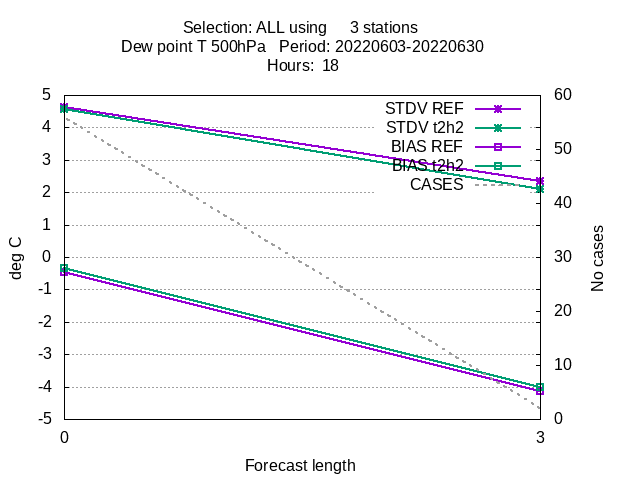 Selection: ALL using 3 stations
Dew point T 500hPa Period: 20220603-20220630
Hours: 18
5
4
3
2
1
0
-1
-2
-3
-4
-5
deg C
60
50
40
30
20
10
0
No cases
STDV REF
STDV t2h2
BIAS REF
BIAS t2h2
CASES
0
3
Forecast length